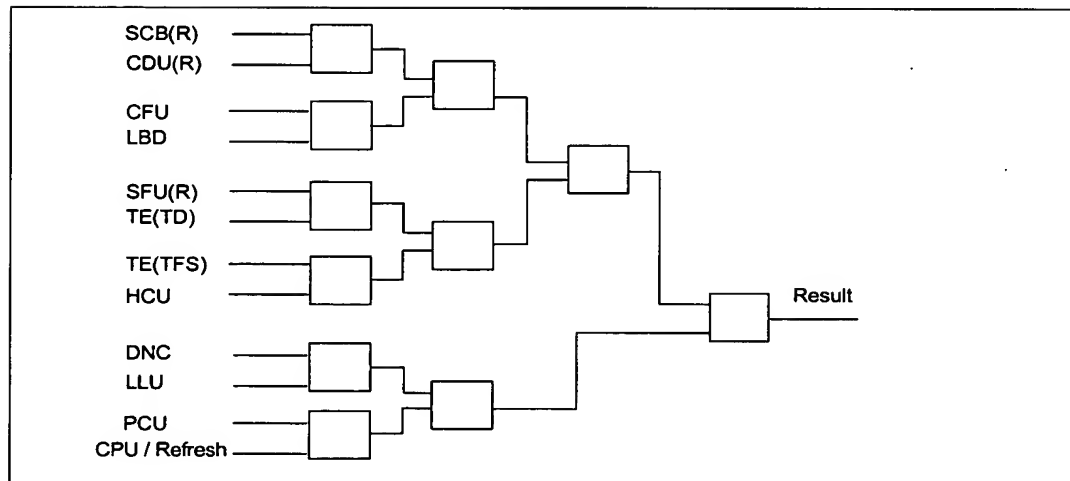 SCB(R)
CDU(R)
CFU
LBD
SFU(R)
TE(TD)
TE(TFS)
HCU
Result
DNC
LLU
PCU
CPU / Refresh